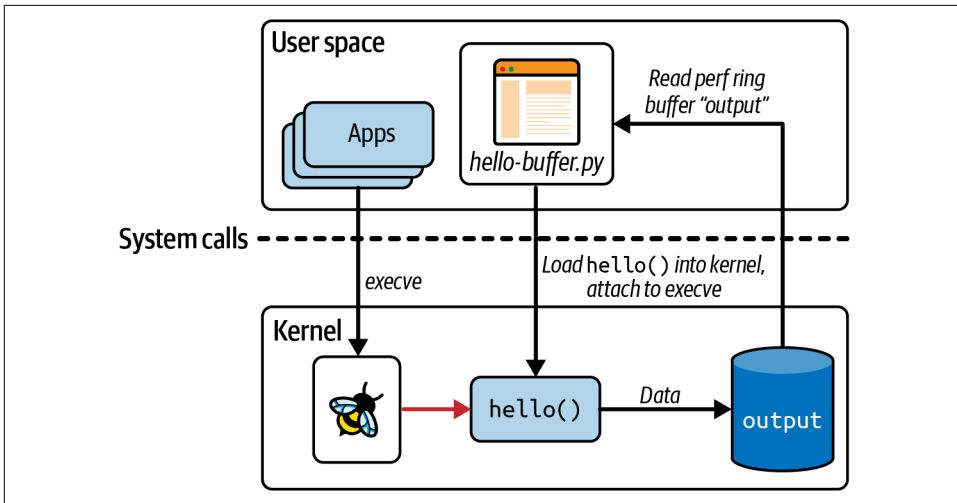 User space
Apps
hello-buffer.py
Read perf ring
buffer “output”
System calls
execve
Load hello() into kernel,
attach to execve
Kernel
hello()
Data
output